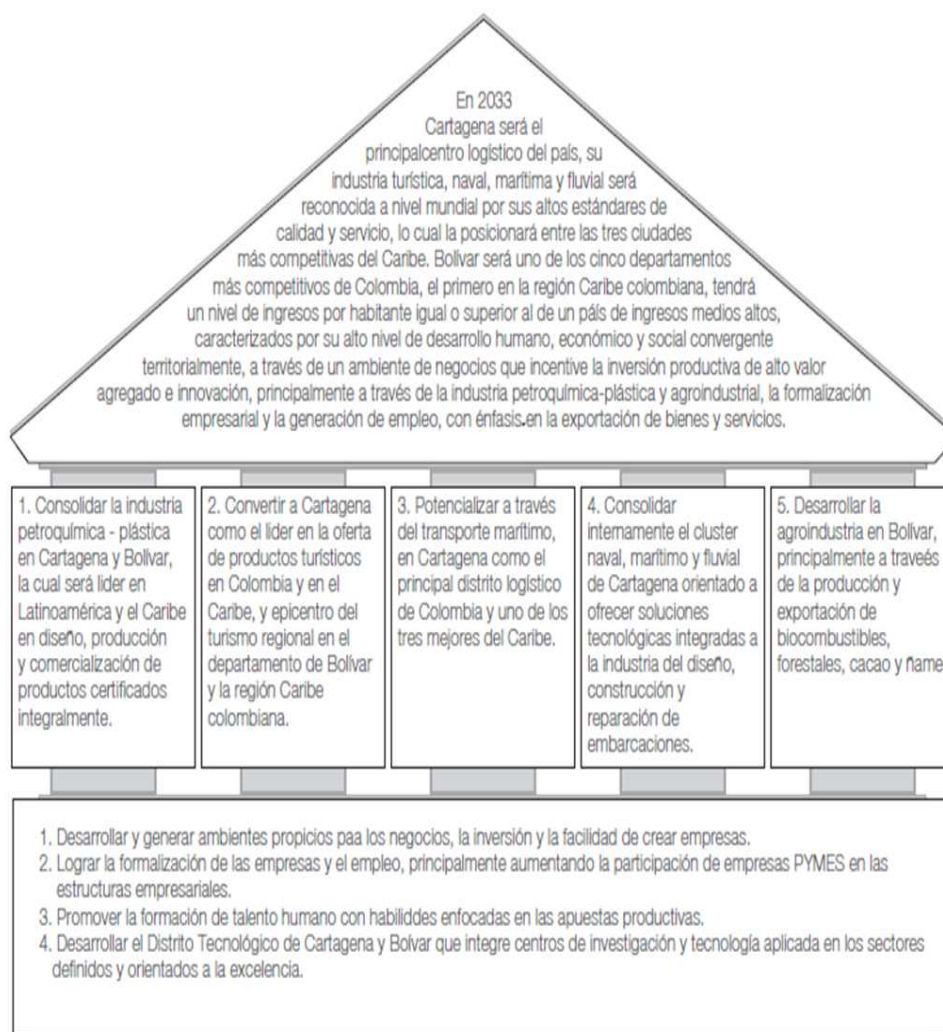 En 2033
Cartagena será el
principalcentro logístico del país, su
industria turística, naval, marítima y fluvial será
reconocida a nivel mundial por sus altos estándares de
calidad y servicio, lo cual la posicionará entre las tres ciudades
más competitivas del Caribe. Bolívar será uno de los cinco departamentos
más competitivos de Colombia, el primero en la región Caribe colombiana, tendrá
un nivel de ingresos por habitante igual o superior al de un páis de ingresos medios altos,
caracterizados por su alto nivel de desarrollo humano, económico y social convergente
territorialmente, a través de un ambiente de negocios que incentive la inversión productiva de alto valor
agregado e innovación, principalmente a través de la industria petroquímica-plástica y agroindustrial, la formalización
empresarial y la generación de empleo, con énfasis.en la exportación de bienes y servicios.
1. Consolidar la industria
petroquímica - plástica
en Cartagena y Bolívar,
la cual será líder en
Latinoamérica y el Caribe
en diseño, producción
y comercialización de
productos certificados
integralmente.
2. Convertir a Cartagena
como el líder en la oferta
de productos turísticos
en Colombia y en el
Caribe, y epicentro del
turismo regional en el
departamento de Bolívar
y la región Caribe
colombiana.
3. Potencializar a través
del transporte marítimo,
en Cartagena como el
principal distrito logístico
de Colombia y uno de los
tres mejores del Caribe.
4. Consolidar
internamente el cluster
naval, marítimo y fluvial
de Cartagena orientado a
ofrecer soluciones
tecnológicas integradas a
la industria del diseño,
construcción y
reparación de
embarcaciones.
5. Desarrollar la
agroindustria en Bolívar,
principalmente a traveés
de la producción y
exportación de
biocombustibles,
forestales, cacao y ñame
1. Desarrollar y generar ambientes propicios paa los negocios, la inversión y la facilidad de crear empresas.
2. Lograr la formalización de las empresas y el empleo, principalmente aumentando la participación de empresas PYMES en las
estructuras empresariales.
3. Promover la formación de talento humano con habiliddes enfocadas en las apuestas productivas.
4. Desarrollar el Distrito Tecnológico de Cartagena y Bolívar que integre centros de investigación y tecnología aplicada en los sectores
definidos y orientados a la excelencia.